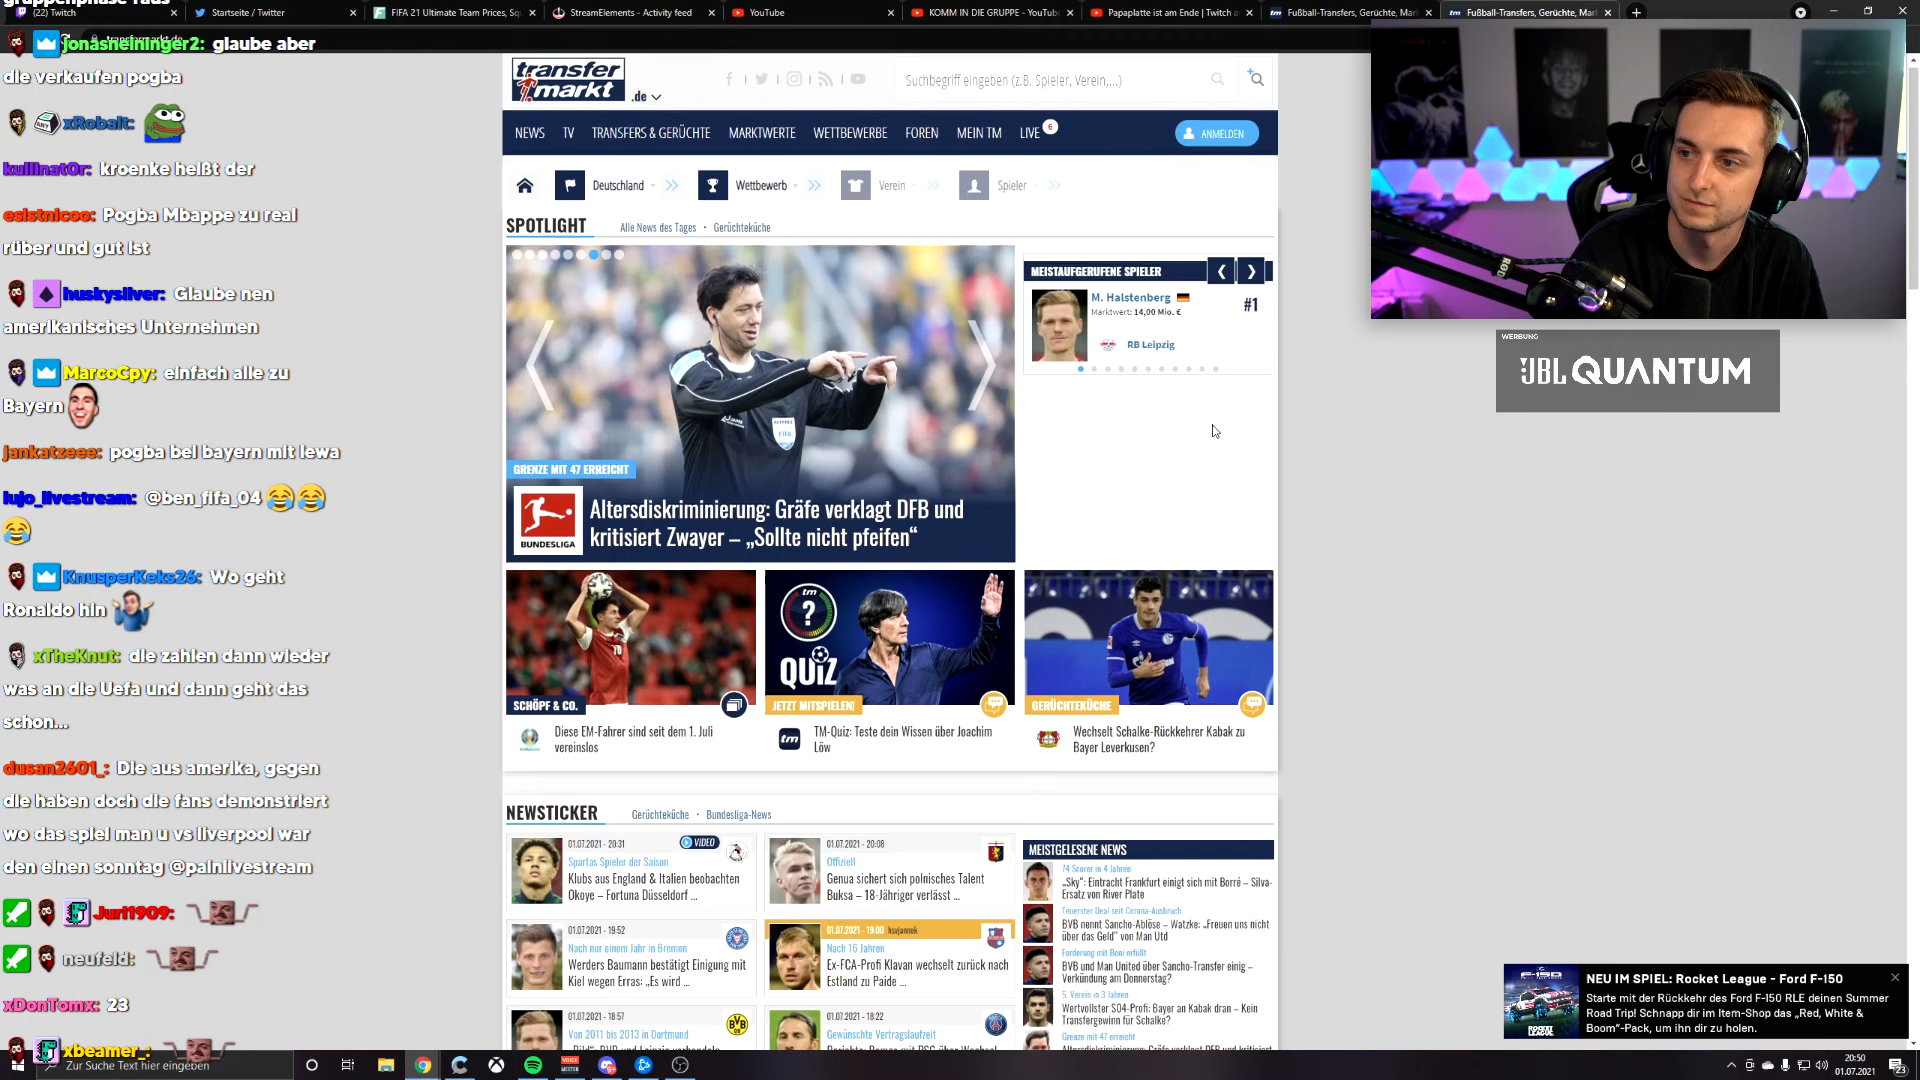 gruppenphase raus
(22) Twitch
Startseite / Twitter
FIFA 21 Ultimate Team Prices, Sq
StreamElements - Activity feed
YouTube
KOMM IN DIE GRUPPE - YouTub
Papaplatte ist am Ende | Twitch
Fußball-Transfers, Gerüchte, Mar
Fußball-Transfers, Gerüchte, Mar
jonasneininger2: glaube aber
die verkaufen pogba
xRobalt:
kullinat0r: kroenke heißt der
esistnicoo: Pogba Mbappe zu real
rüber und gut ist
huskysilver: Glaube nen
amerikanisches Unternehmen
MarcoCpy: einfach alle zu
Bayern
jankatzeee: pogba bei bayern mit lewa
lujo_livestream: @ben_fifa_04
KnusperKeks26: Wo geht
Ronaldo hin
xTheKnut: die zahlen dann wieder
was an die Uefa und dann geht das
schon...
dusan2601_: Die aus amerika, gegen
die haben doch die fans demonstriert
wo das spiel man u vs liverpool war
den einen sonntag @painlivestream
Juri1909:
neufeld:
xDonTomx: 23
xbeamer_:
transfer
markt
.de
Suchbegriff eingeben (z.B. Spieler, Verein,...)
NEWS TV TRANSFERS & GERÜCHTE MARKTWERTE WETTBEWERBE FOREN MEIN TM LIVE 6
ANMELDEN
Deutschland
Wettbewerb
Verein
Spieler
SPOTLIGHT
Alle News des Tages · Gerüchteküche
GRENZE MIT 47 ERREICHT
BUNDESLIGA
Altersdiskriminierung: Gräfe verklagt DFB und
kritisiert Zwayer – „Sollte nicht pfeifen“
MEISTAUFGERUFENE SPIELER
M. Halstenberg
#1
Marktwert: 14,00 Mio. €
RB Leipzig
SCHÖPF & CO.
Diese EM-Fahrer sind seit dem 1. Juli
vereinslos
tm
?
QUIZ
JETZT MITSPIELEN!
tm
TM-Quiz: Teste dein Wissen über Joachim
Löw
GERÜCHTEKÜCHE
Wechselt Schalke-Rückkehrer Kabak zu
Bayer Leverkusen?
NEWSTICKER
Gerüchteküche · Bundesliga-News
01.07.2021 - 20:31
VIDEO
Spartas Spieler der Saison
Klubs aus England & Italien beobachten
Okoye – Fortuna Düsseldorf ...
01.07.2021 - 20:08
Offiziell
Genua sichert sich polnisches Talent
Buksa – 18-Jähriger verlässt ...
01.07.2021 - 19:52
Nach nur einem Jahr in Bremen
Werders Baumann bestätigt Einigung mit
Kiel wegen Erras: „Es wird ...
01.07.2021 - 19:00 hsvjannek
Nach 16 Jahren
Ex-FCA-Profi Klavan wechselt zurück nach
Estland zu Paide ...
01.07.2021 - 18:57
Von 2011 bis 2013 in Dortmund
01.07.2021 - 18:22
Gewünschte Vertragslaufzeit
MEISTGELESENE NEWS
74 Scorer in 4 Jahren
„Sky“: Eintracht Frankfurt einigt sich mit Borré – Silva-
Ersatz von River Plate
Teuerster Deal seit Corona-Ausbruch
BVB nennt Sancho-Ablöse – Watzke: „Freuen uns nicht
über das Geld“ von Man Utd
Forderung mit Boni erfüllt
BVB und Man United über Sancho-Transfer einig –
Verkündung am Donnerstag?
5. Verein in 3 Jahren
Wertvollster S04-Profi: Bayer an Kabak dran – Kein
Transfergewinn für Schalke?
Grenze mit 47 erreicht
Altersdiskriminierung: Gräfe verklagt DFB und kritisiert
WERBUNG
JBL QUANTUM
F-150
ROCKET
LEAGUE
NEU IM SPIEL: Rocket League - Ford F-150
Starte mit der Rückkehr des Ford F-150 RLE deinen Summer
Road Trip! Schnapp dir im Item-Shop das „Red, White &
Boom“-Pack, um ihn dir zu holen.
Zur Suche Text hier eingeben
20:50
01.07.2021
23